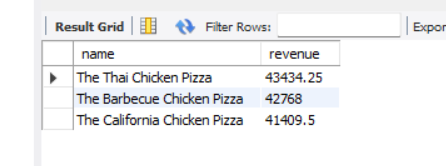 Result Grid Filter Rows: Expor
name revenue
The Thai Chicken Pizza 43434.25
The Barbecue Chicken Pizza 42768
The California Chicken Pizza 41409.5